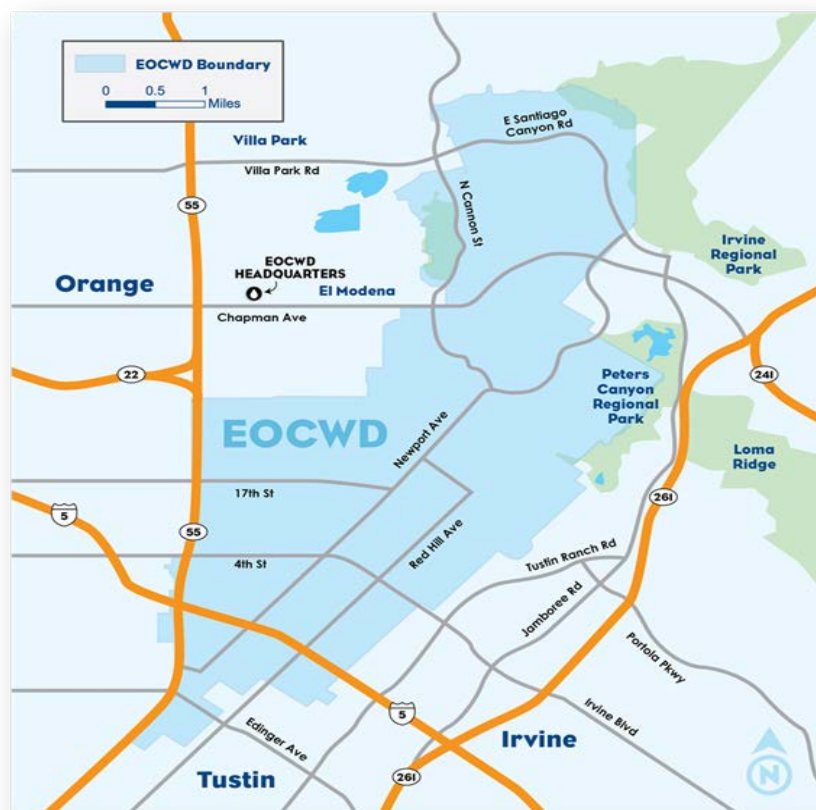 EOCWD Boundary
0 0.5 1
Miles
E Santiago
Canyon Rd
Villa Park
Villa Park Rd
N Cannon St
55
EOCWD
HEADQUARTERS
Irvine
Regional
Park
Orange
El Modena
Chapman Ave
22
241
Peters
Canyon
Regional
Park
EOCWD
Newport Ave
Loma
Ridge
17th St
261
5
55
Red Hill Ave
4th St
Tustin Ranch Rd
Jamboree Rd
Portola Pkwy
5
Irvine Blvd
Edinger Ave
Irvine
Tustin
261
N